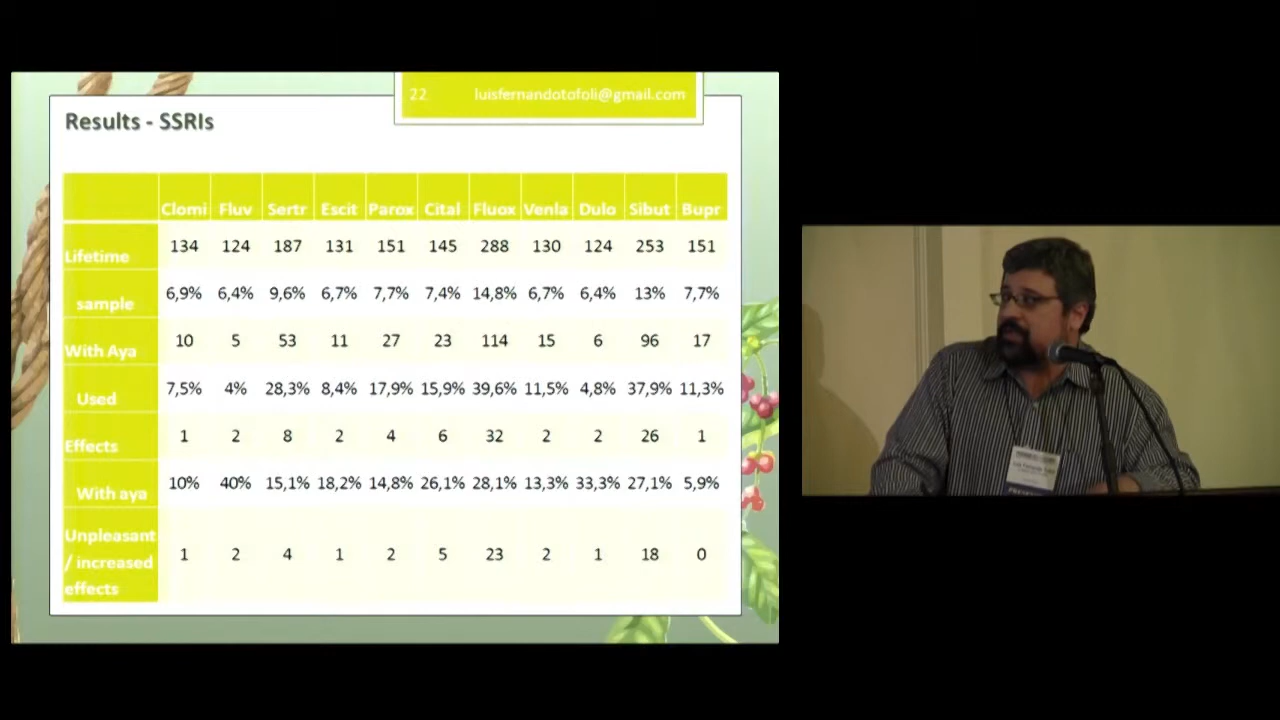 22 luisfernandotofoli@gmail.com
Results - SSRIs
Clomi Fluv Sertr Escit Parox Cital Fluox Venla Dulo Sibut Bupr
Lifetime 134 124 187 131 151 145 288 130 124 253 151
sample 6,9% 6,4% 9,6% 6,7% 7,7% 7,4% 14,8% 6,7% 6,4% 13% 7,7%
With Aya 10 5 53 11 27 23 114 15 6 96 17
Used 7,5% 4% 28,3% 8,4% 17,9% 15,9% 39,6% 11,5% 4,8% 37,9% 11,3%
Effects 1 2 8 2 4 6 32 2 2 26 1
With aya 10% 40% 15,1% 18,2% 14,8% 26,1% 28,1% 13,3% 33,3% 27,1% 5,9%
Unpleasant
/ increased 1 2 4 1 2 5 23 2 1 18 0
effects